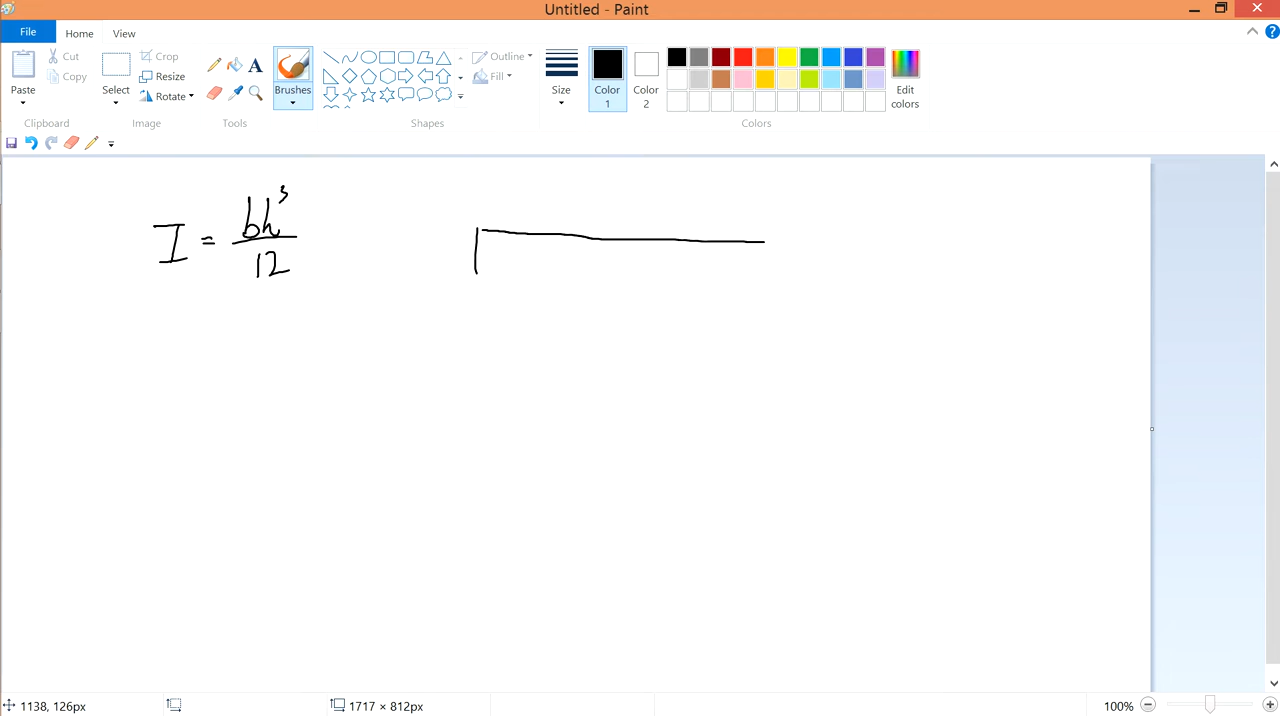 Untitled - Paint
File Home View
Paste
Cut
Copy
Clipboard
Select
Crop
Resize
Rotate
Image
A
Tools
Brushes
Outline
Fill
Shapes
Size
Color 1
Color 2
Edit colors
Colors
I = bh³
12
1138, 126px
1717 × 812px
100%